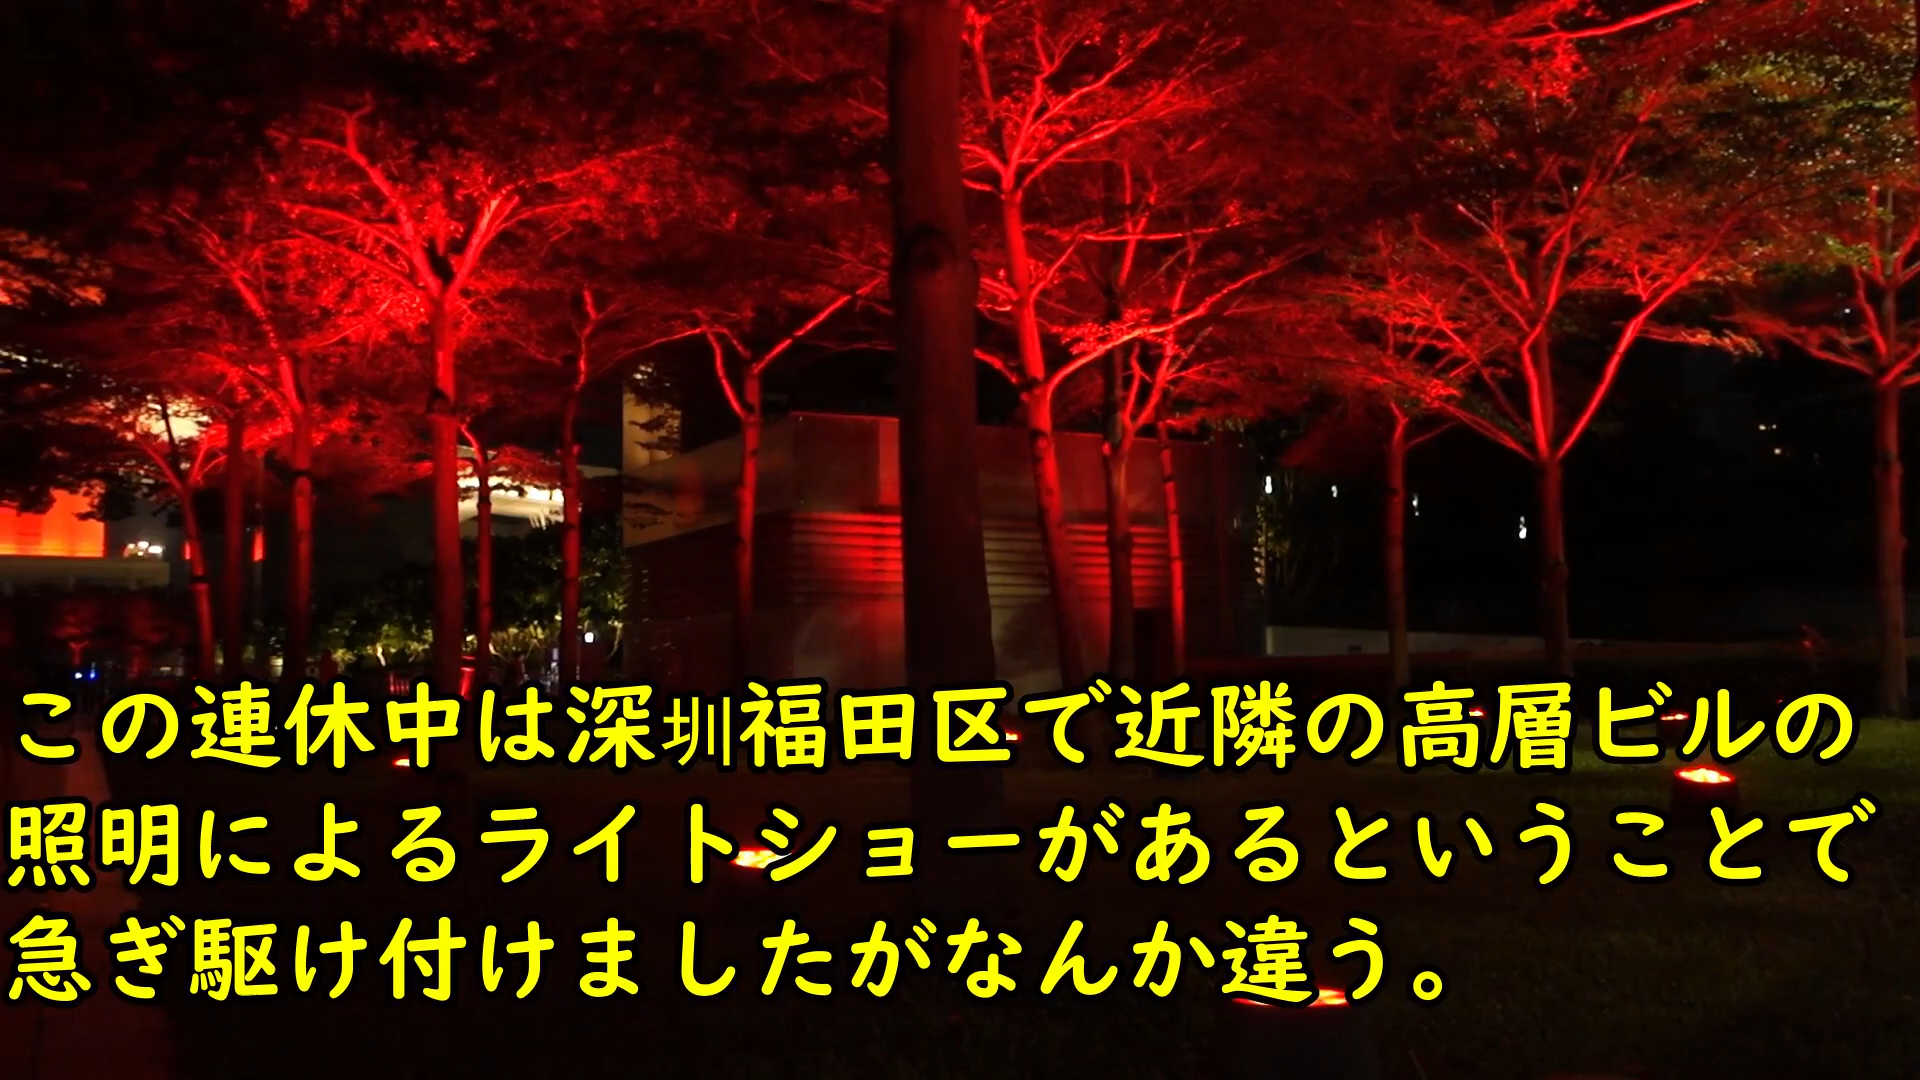 この連休中は深圳福田区で近隣の高層ビルの
照明によるライトショーがあるということで
急ぎ駆け付けましたがなんか違う。